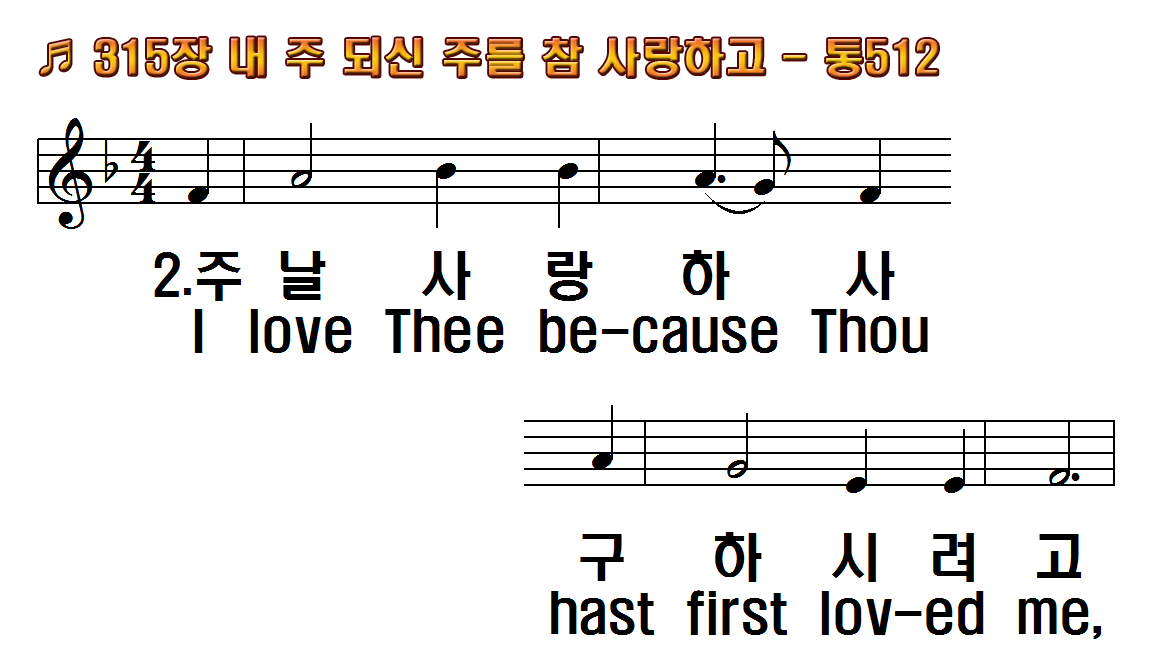 ♬ 315장 내 주 되신 주를 참 사랑하고 - 통512
4
4
2.주 날 사 랑 하 사
I love Thee be-cause Thou
구 하 시 려 고
hast first lov-ed me,